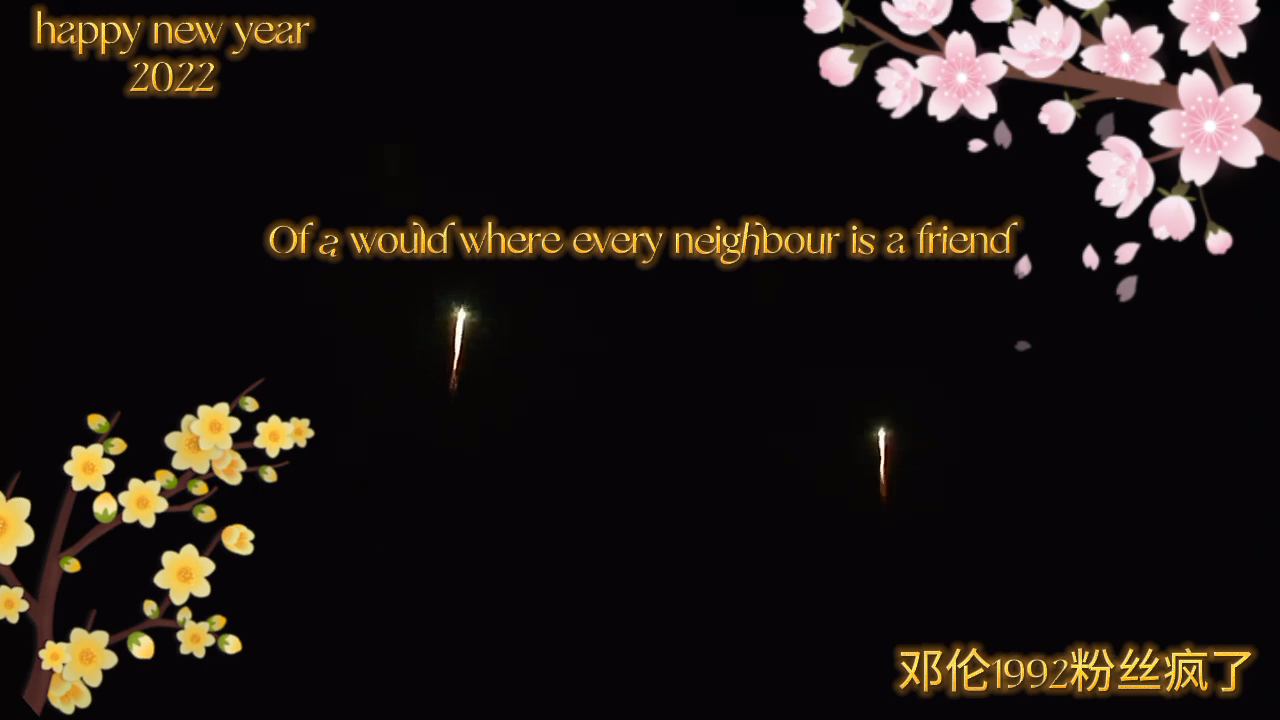 happy new year
2022
Of a would where every neighbour is a friend
邓伦1992粉丝疯了